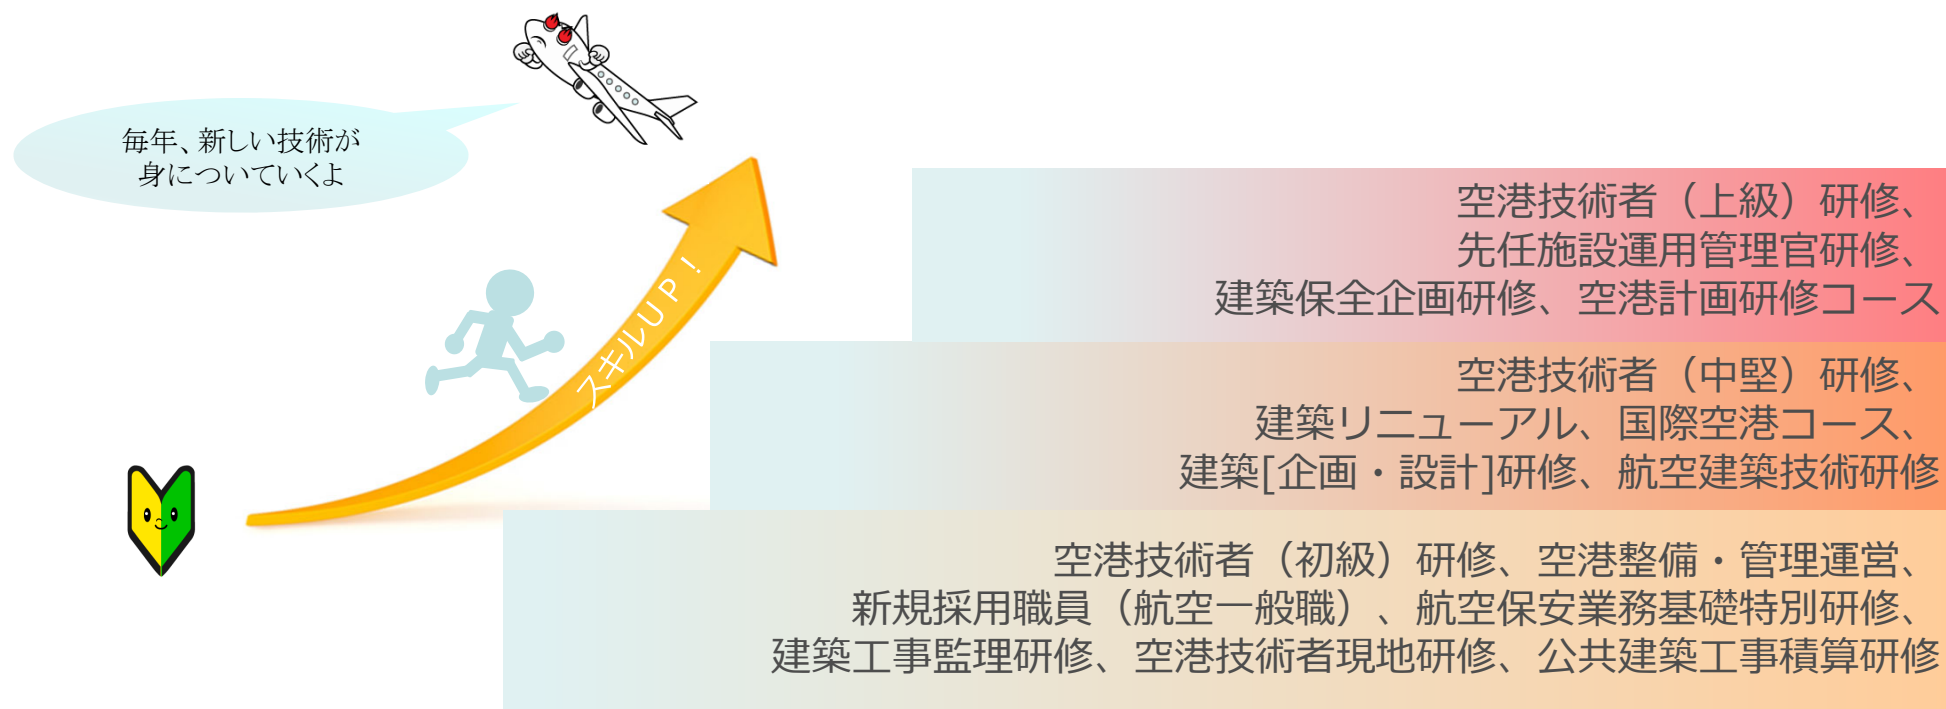 毎年、新しい技術が
身についていくよ
スキルＵＰ！
空港技術者（上級）研修、
先任施設運用管理官研修、
建築保全企画研修、空港計画研修コース
空港技術者（中堅）研修、
建築リニューアル、国際空港コース、
建築[企画・設計]研修、航空建築技術研修
空港技術者（初級）研修、空港整備・管理運営、
新規採用職員（航空一般職）、航空保安業務基礎特別研修、
建築工事監理研修、空港技術者現地研修、公共建築工事積算研修